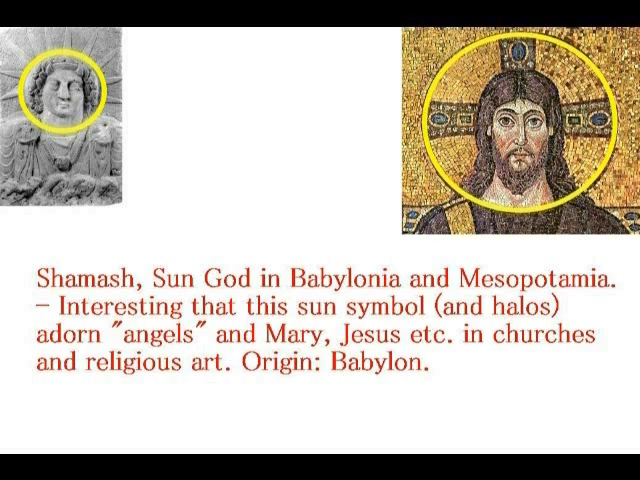 Shamash, Sun God in Babylonia and Mesopotamia.
- Interesting that this sun symbol (and halos)
adorn "angels" and Mary, Jesus etc. in churches
and religious art. Origin: Babylon.